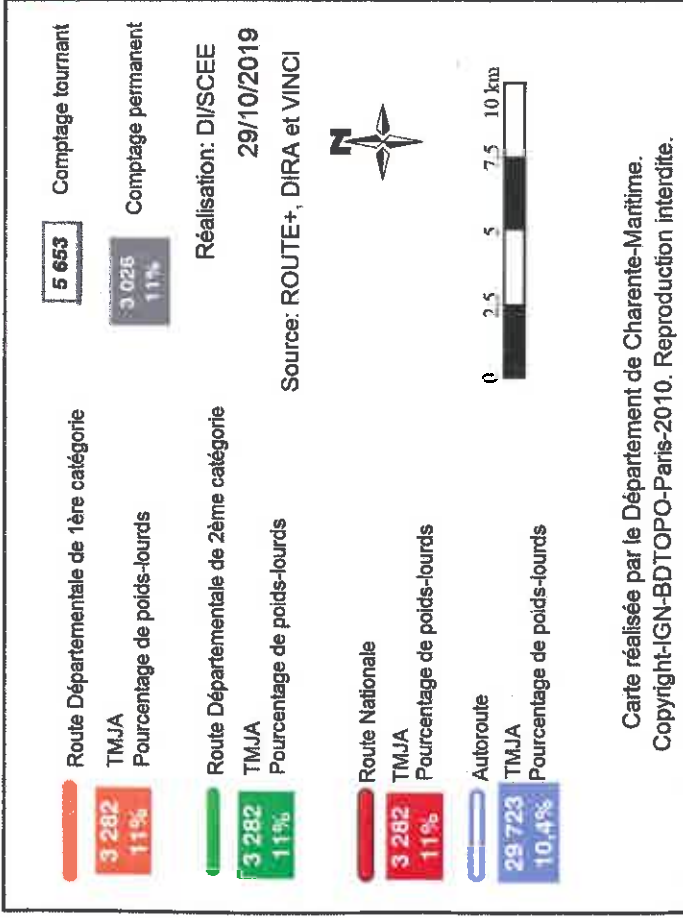 Route Départementale de 1ère catégorie
3 282
11%
TMJA
Pourcentage de poids-lourds
Route Départementale de 2ème catégorie
3 282
11%
TMJA
Pourcentage de poids-lourds
Route Nationale
3 282
11%
TMJA
Pourcentage de poids-lourds
Autoroute
29 723
10,4%
TMJA
Pourcentage de poids-lourds
5 653
Comptage tournant
3 026
11%
Comptage permanent
Réalisation: DI/SCEE
29/10/2019
Source: ROUTE+, DIRA et VINCI
N
0 2.5 5 7.5 10 km
Carte réalisée par le Département de Charente-Maritime.
Copyright-IGN-BDTOPO-Paris-2010. Reproduction interdite.